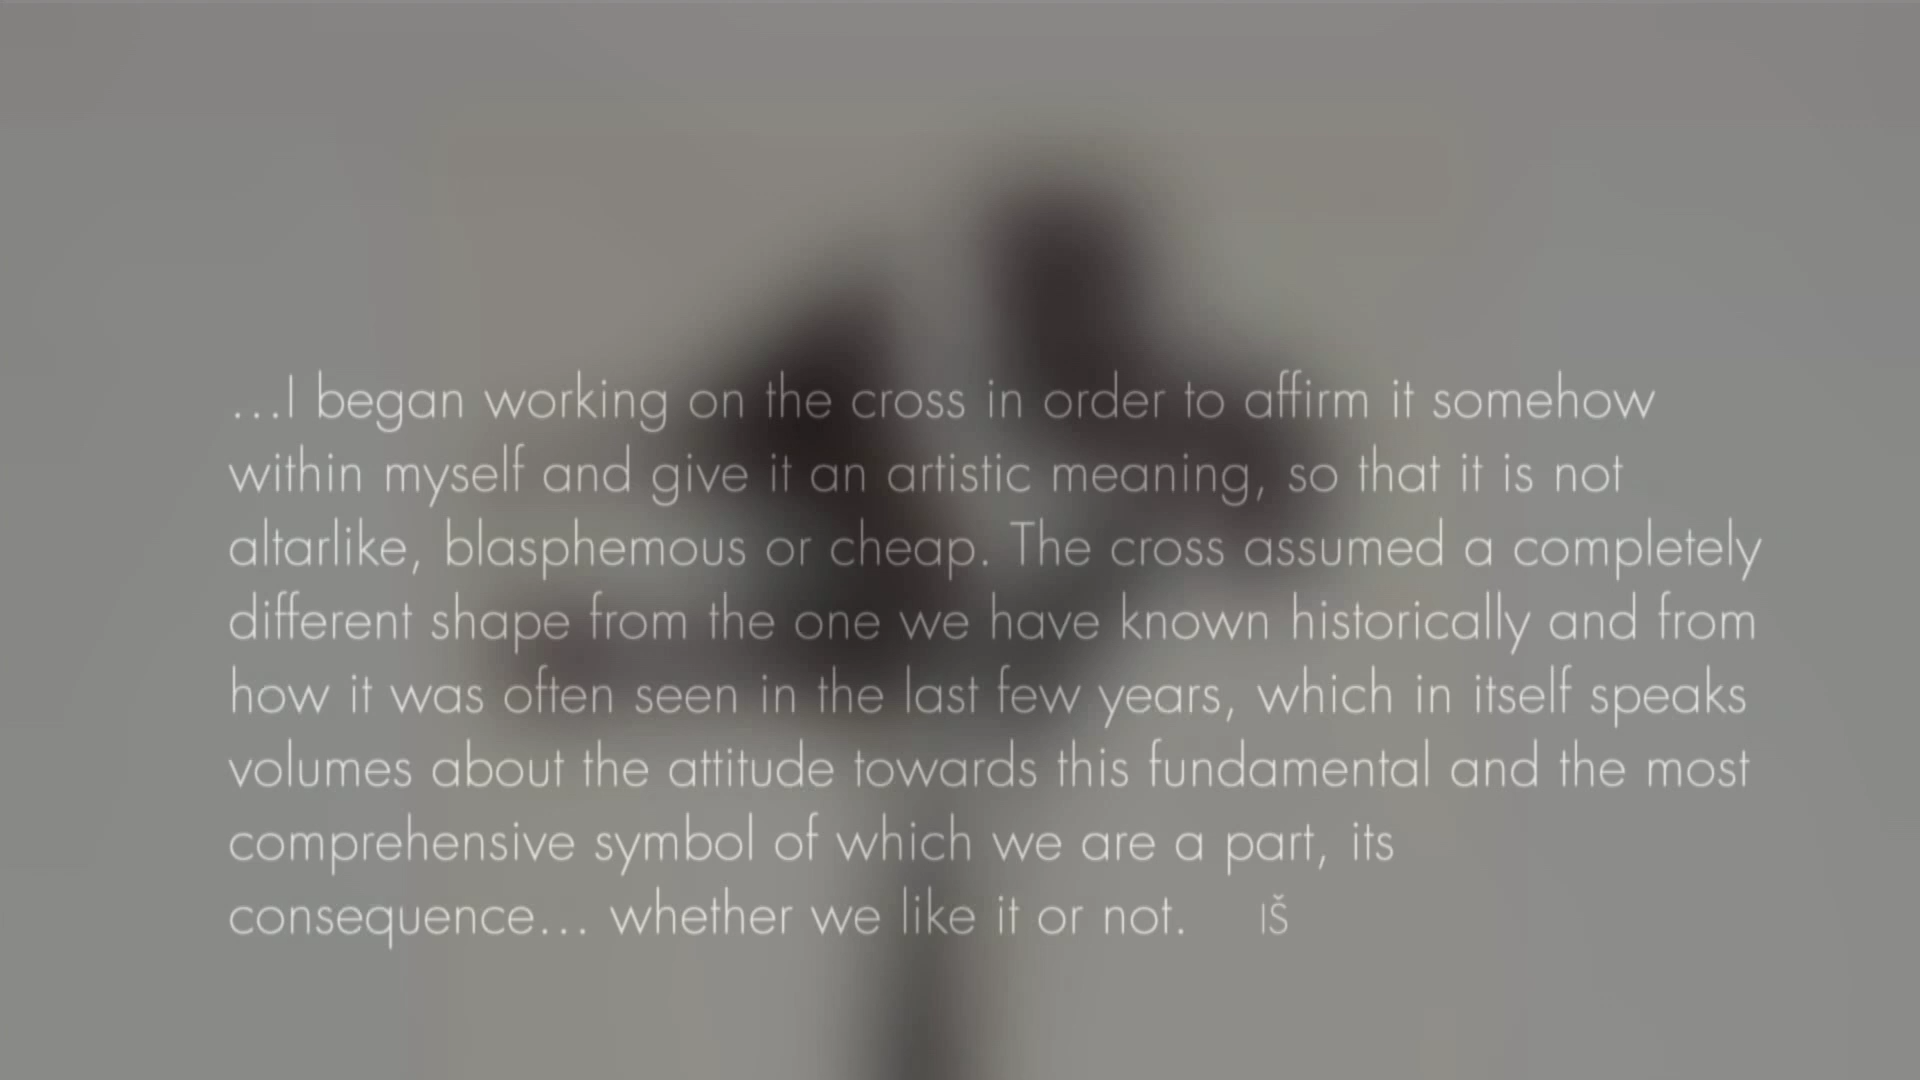 ...I began working on the cross in order to affirm it somehow
within myself and give it an artistic meaning, so that it is not
altarlike, blasphemous or cheap. The cross assumed a completely
different shape from the one we have known historically and from
how it was often seen in the last few years, which in itself speaks
volumes about the attitude towards this fundamental and the most
comprehensive symbol of which we are a part, its
consequence... whether we like it or not. IŠ